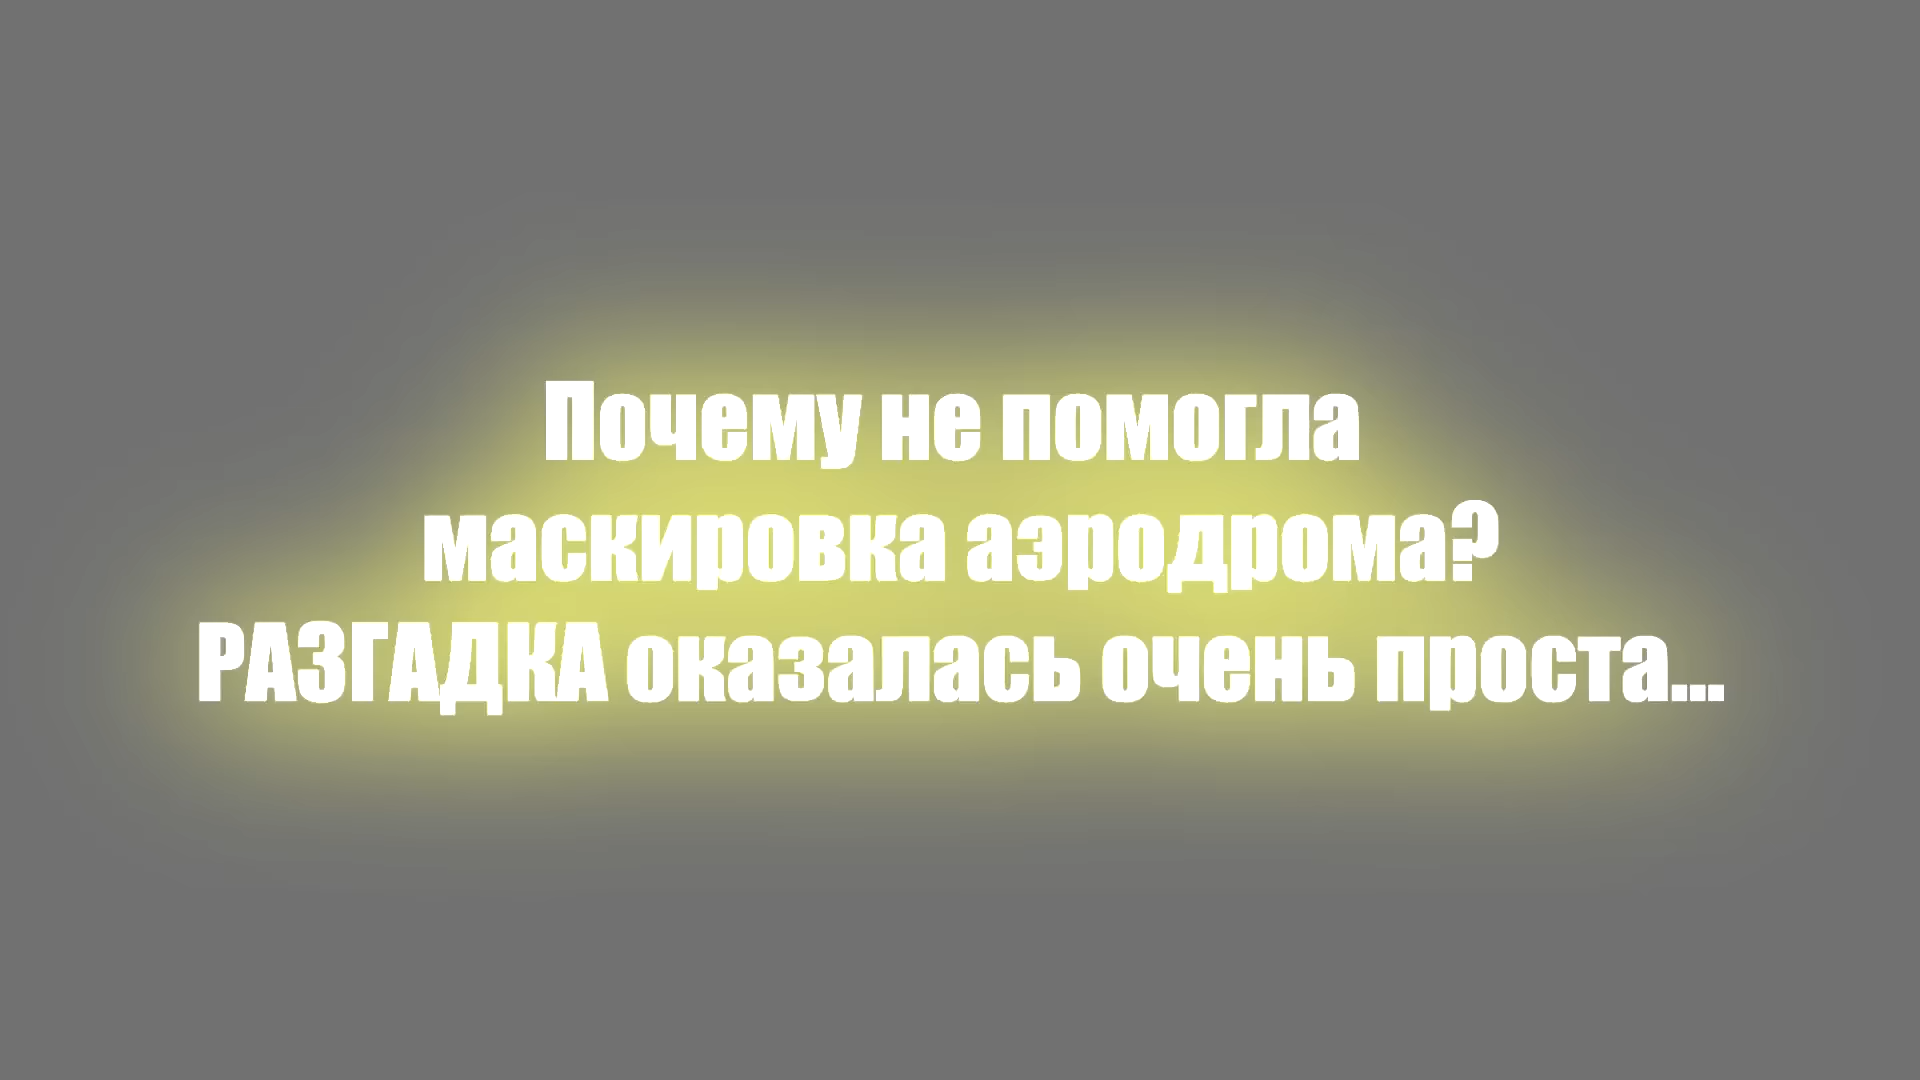 Почему не помогла
маскировка аэродрома?
РАЗГАДКА оказалась очень проста...